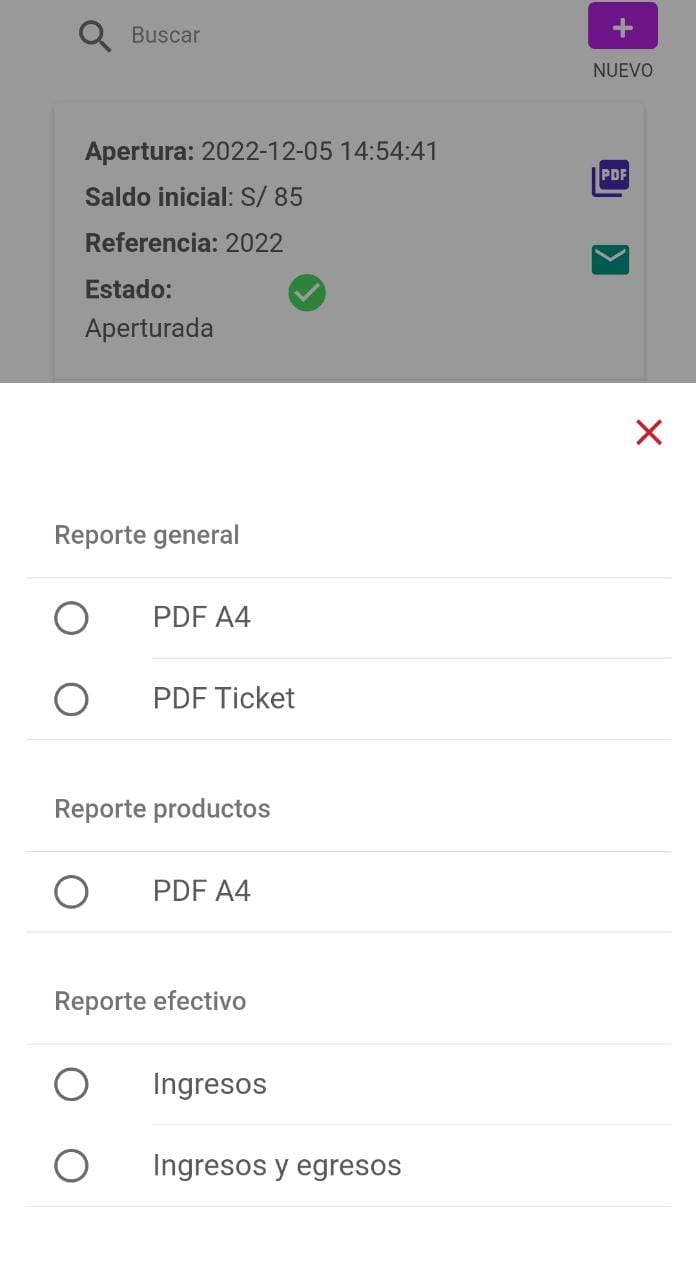 Buscar
+
NUEVO
Apertura: 2022-12-05 14:54:41
PDF
Saldo inicial: S/ 85
Referencia: 2022
Estado:
Aperturada
Reporte general
PDF A4
PDF Ticket
Reporte productos
PDF A4
Reporte efectivo
Ingresos
Ingresos y egresos